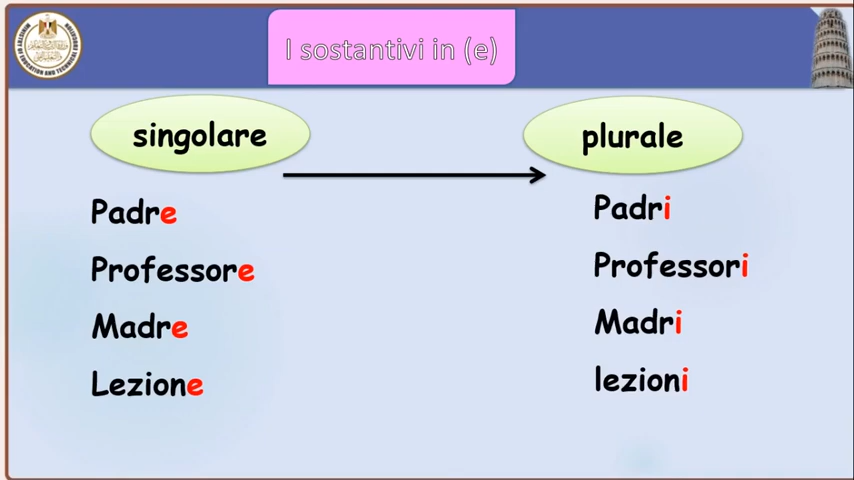 I sostantivi in (e)
singolare
plurale
Padre
Padri
Professore
Professori
Madre
Madri
Lezione
lezioni